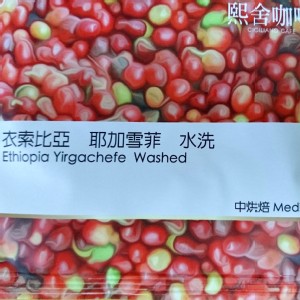 熙舍咖
衣索比亞 耶加雪菲 水洗
Ethiopia Yirgachefe Washed
中烘焙 Med